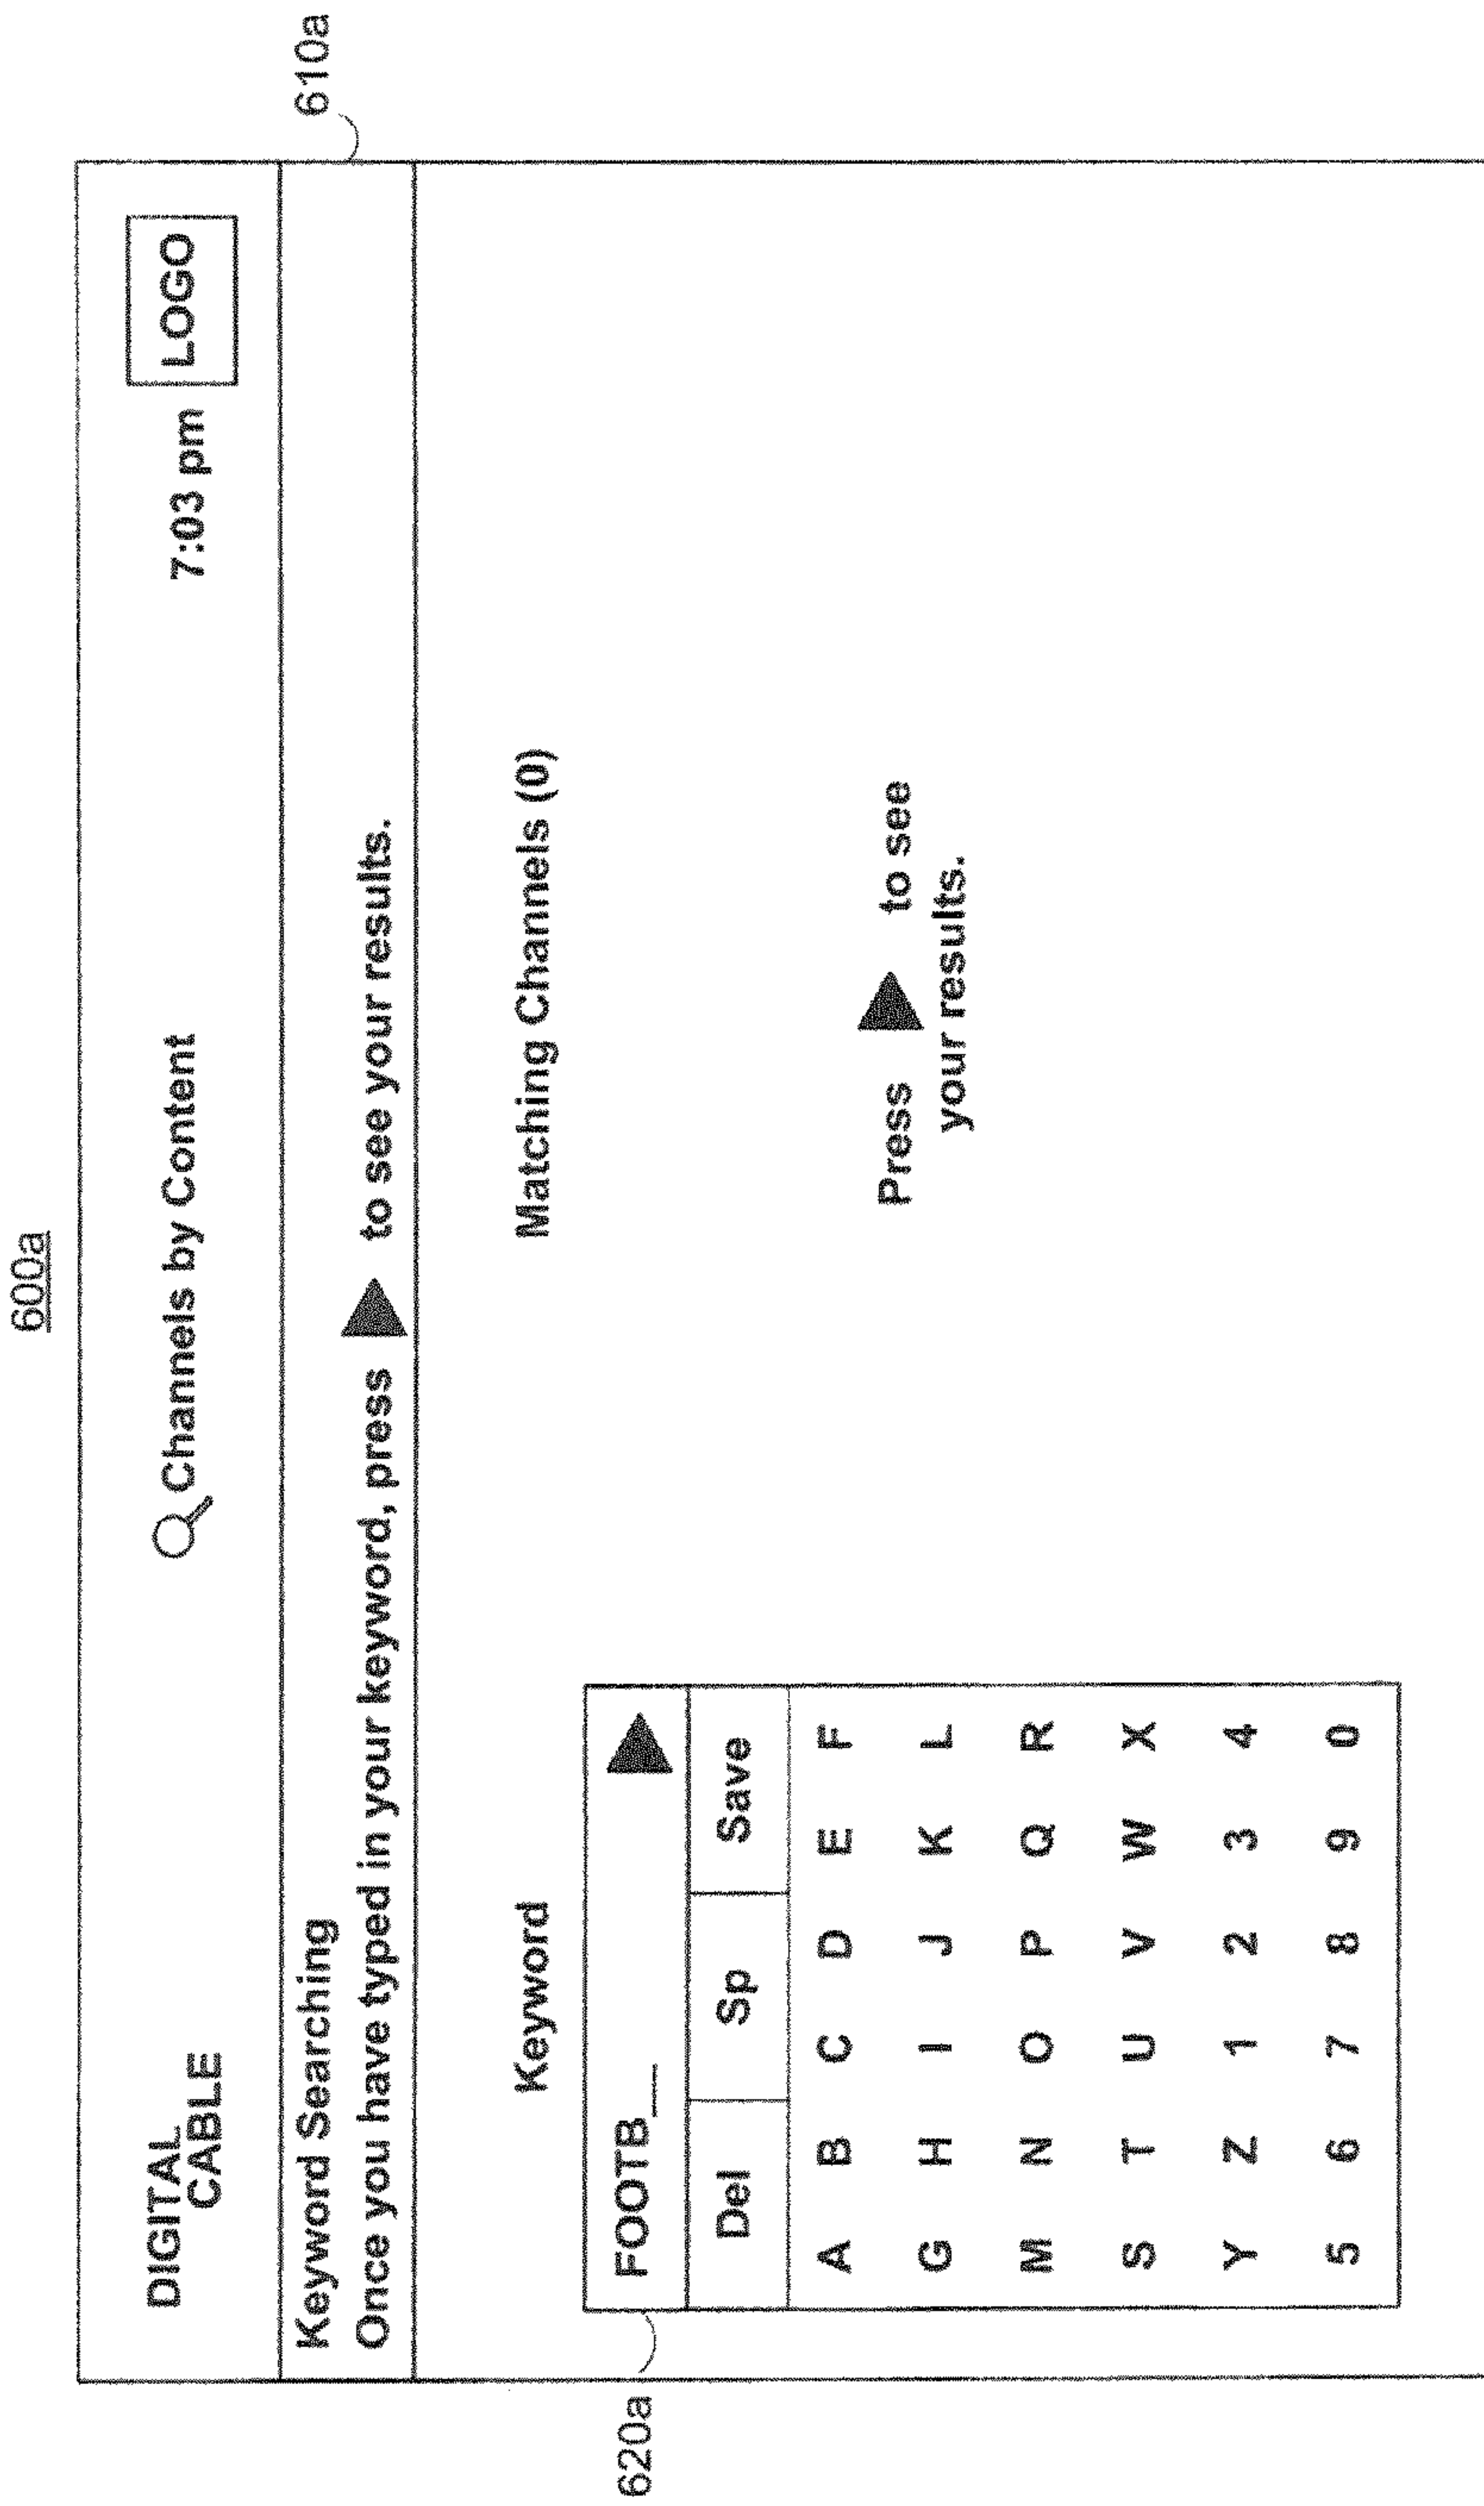 600a
DIGITAL
CABLE
Channels by Content
7:03 pm
LOGO
610a
Keyword Searching
Once you have typed in your keyword, press ▶ to see your results.
Keyword
Matching Channels (0)
620a
FOOTB_ ▶
Del Sp Save
A B C D E F
G H I J K L
M N O P Q R
S T U V W X
Y Z 1 2 3 4
5 6 7 8 9 0
Press ▶ to see
your results.